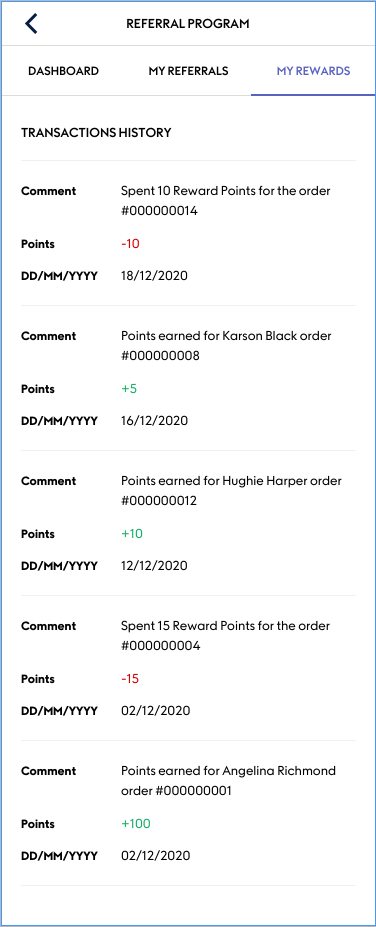 REFERRAL PROGRAM
DASHBOARD MY REFERRALS MY REWARDS
TRANSACTIONS HISTORY
Comment Spent 10 Reward Points for the order
#000000014
Points -10
DD/MM/YYYY 18/12/2020
Comment Points earned for Karson Black order
#000000008
Points +5
DD/MM/YYYY 16/12/2020
Comment Points earned for Hughie Harper order
#000000012
Points +10
DD/MM/YYYY 12/12/2020
Comment Spent 15 Reward Points for the order
#000000004
Points -15
DD/MM/YYYY 02/12/2020
Comment Points earned for Angelina Richmond
order #000000001
Points +100
DD/MM/YYYY 02/12/2020